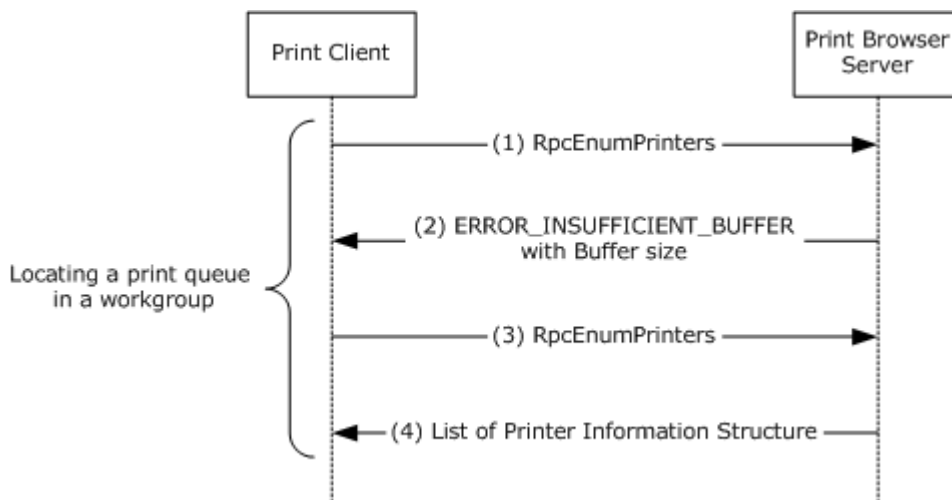 Print Client
Print Browser
Server
(1) RpcEnumPrinters
(2) ERROR_INSUFFICIENT_BUFFER
with Buffer size
Locating a print queue
in a workgroup
(3) RpcEnumPrinters
(4) List of Printer Information Structure